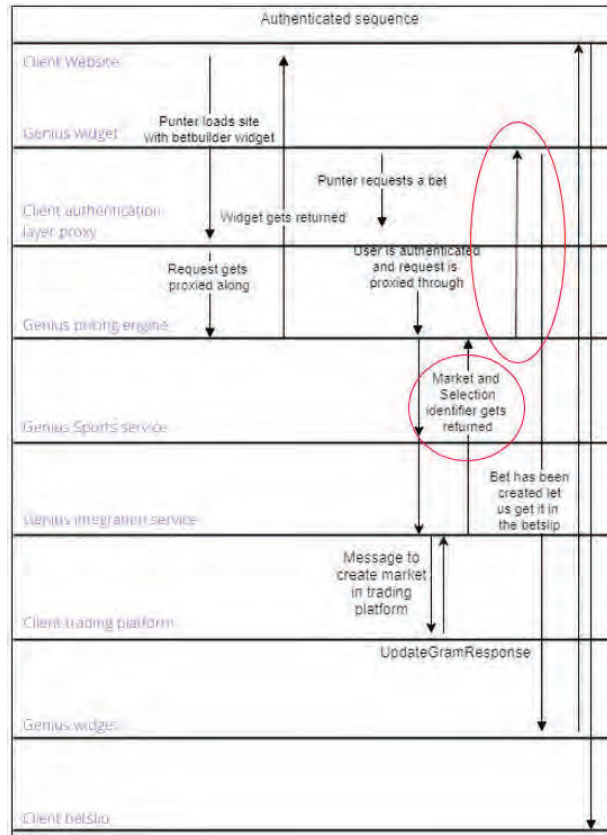 Authenticated sequence
Client Website
Punter loads site
with betbuilder widget
Genius widget
Punter requests a bet
Client authentication
layer proxy
Widget gets returned
Request gets
proxied along
User is authenticated
and request is
proxied through
Genius pricing engine
Market and
Selection
identifier gets
returned
Genius Sports service
Bet has been
created let
us get it in
the betslip
Genius integration service
Message to
create market
in trading
platform
Client trading platform
UpdateGramResponse
Genius widget
Client betslip